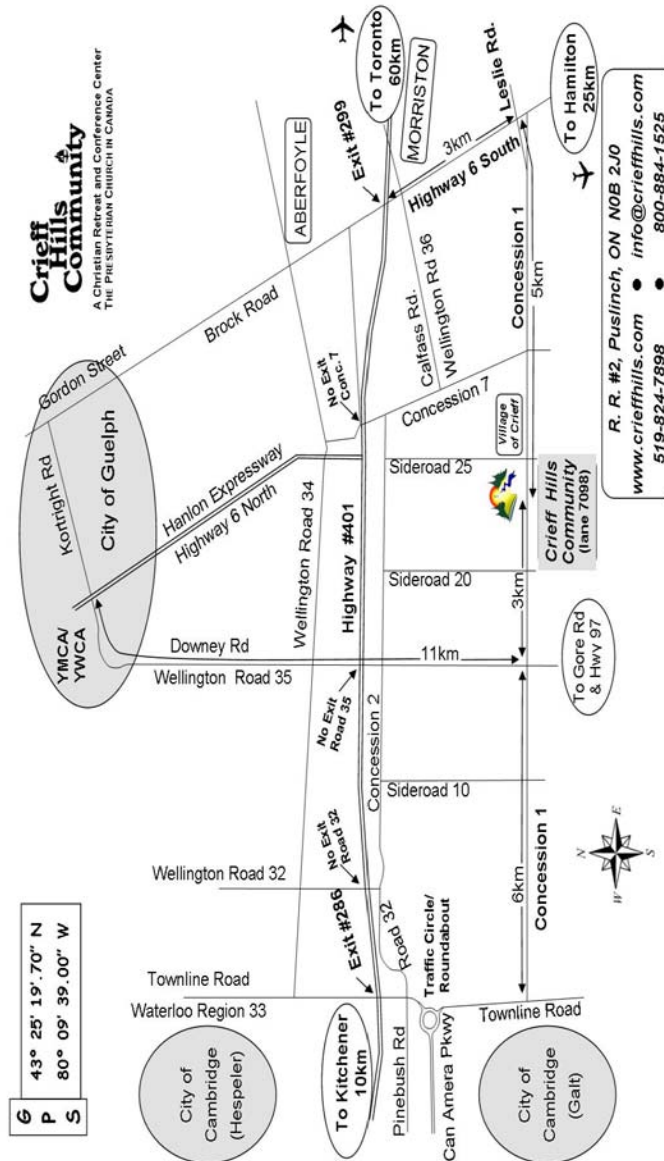 G
P
S
43° 25' 19'.70" N
80° 09' 39.00" W
Crieff
Hills
Community
A Christian Retreat and Conference Center
THE PRESBYTERIAN CHURCH IN CANADA
City of
Cambridge
(Hespeler)
Townline Road
Waterloo Region 33
Wellington Road 32
YMCA/
YWCA
Kortright Rd
City of Guelph
Gordon Street
Brock Road
Hanlon Expressway
Highway 6 North
Downey Rd
Wellington Road 35
Wellington Road 34
ABERFOYLE
To Kitchener
10km
Exit #286
No Exit
Road 32
No Exit
Road 35
Highway #401
No Exit
Conc. 7
Exit #299
To Toronto
60km
MORRISTON
Pinebush Rd
Road 32
Concession 2
11km
Calfass Rd.
Wellington Rd 36
Highway 6 South
3km
Leslie Rd.
Can Amera Pkwy
Traffic Circle/
Roundabout
Sideroad 10
Sideroad 20
Sideroad 25
Concession 7
Village
of Crieff
City of
Cambridge
(Galt)
Townline Road
6km
Concession 1
3km
Crieff Hills
Community
(lane 7098)
5km
Concession 1
To Hamilton
25km
To Gore Rd
& Hwy 97
N
W
E
S
R. R. #2, Puslinch, ON N0B 2J0
www.crieffhills.com ● info@crieffhills.com
519-824-7898 ● 800-884-1525